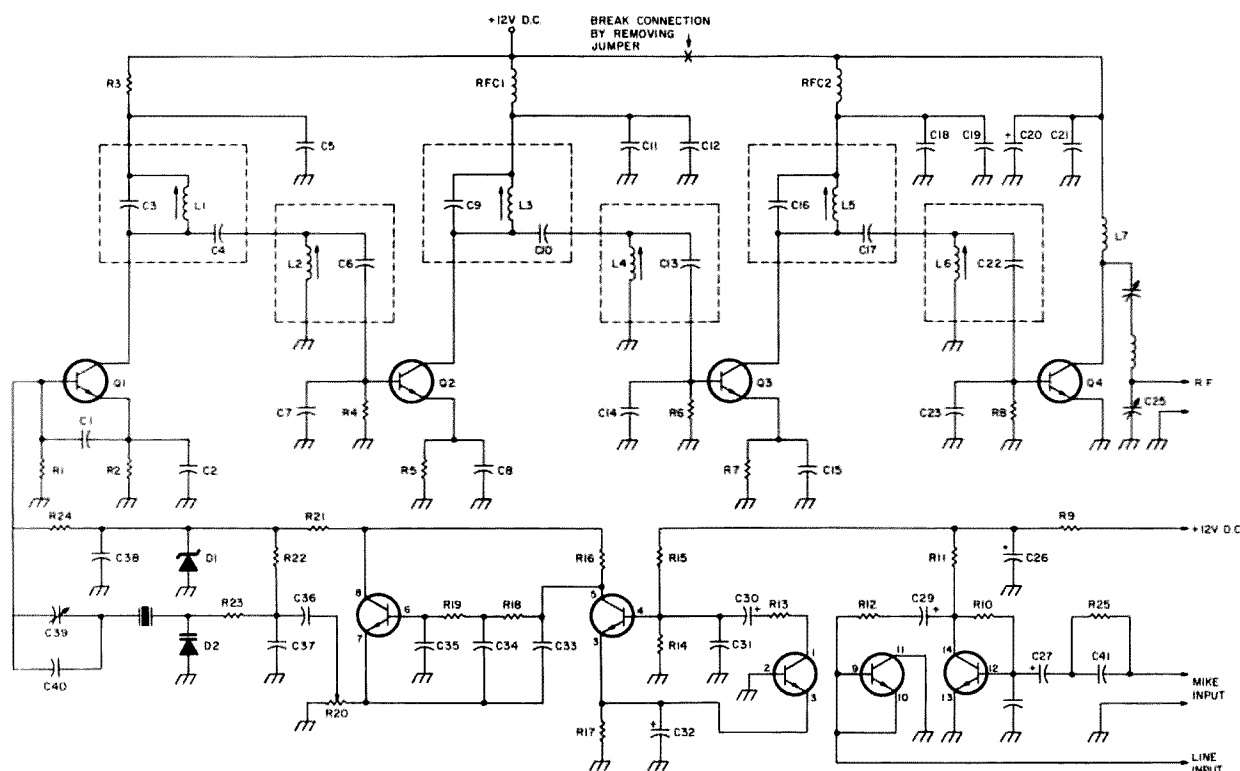 +12V D.C.
BREAK CONNECTION
BY REMOVING
JUMPER
X
R3
RFC1
RFC2
C5
C11
C12
C18
C19
+
C20
C21
C3
L1
C4
C9
L3
C10
C16
L5
C17
L7
L2
C6
L4
C13
L6
C22
Q1
Q2
Q3
Q4
R.F
C1
C7
R4
C14
R6
C23
R8
C25
R1
R2
C2
R5
C8
R7
C15
R24
R21
R9
+12V D.C
C38
D1
R22
R16
R15
R11
+
C26
C39
R23
C36
8
6
R19
R18
5
4
C30
+
R13
R12
C29
+
R10
R25
C40
D2
C37
7
C35
C34
C33
3
R14
C31
1
2
3
11
9
10
14
12
13
+
C27
C41
MIKE
INPUT
R20
R17
+
C32
LINE
INPUT